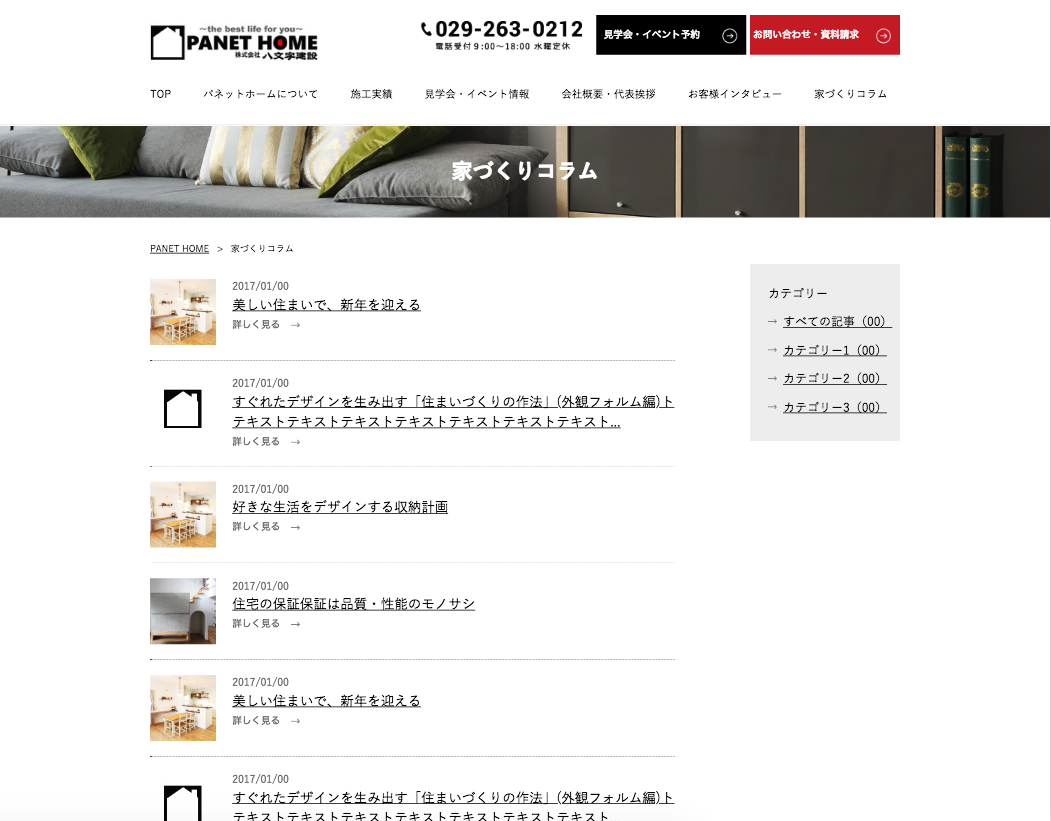 ~the best life for you~
PANET HOME
株式会社 八文字建設
029-263-0212
電話受付 9:00〜18:00 水曜定休
見学会・イベント予約
お問い合わせ・資料請求
TOP
パネットホームについて
施工実績
見学会・イベント情報
会社概要・代表挨拶
お客様インタビュー
家づくりコラム
家づくりコラム
PANET HOME > 家づくりコラム
2017/01/00
美しい住まいで、新年を迎える
詳しく見る →
2017/01/00
すぐれたデザインを生み出す「住まいづくりの作法」(外観フォルム編)ト
テキストテキストテキストテキストテキストテキストテキスト...
詳しく見る →
2017/01/00
好きな生活をデザインする収納計画
詳しく見る →
2017/01/00
住宅の保証保証は品質・性能のモノサシ
詳しく見る →
2017/01/00
美しい住まいで、新年を迎える
詳しく見る →
2017/01/00
すぐれたデザインを生み出す「住まいづくりの作法」(外観フォルム編)ト
テキストテキストテキストテキストテキストテキストテキスト
カテゴリー
→ すべての記事（00）
→ カテゴリー1（00）
→ カテゴリー2（00）
→ カテゴリー3（00）